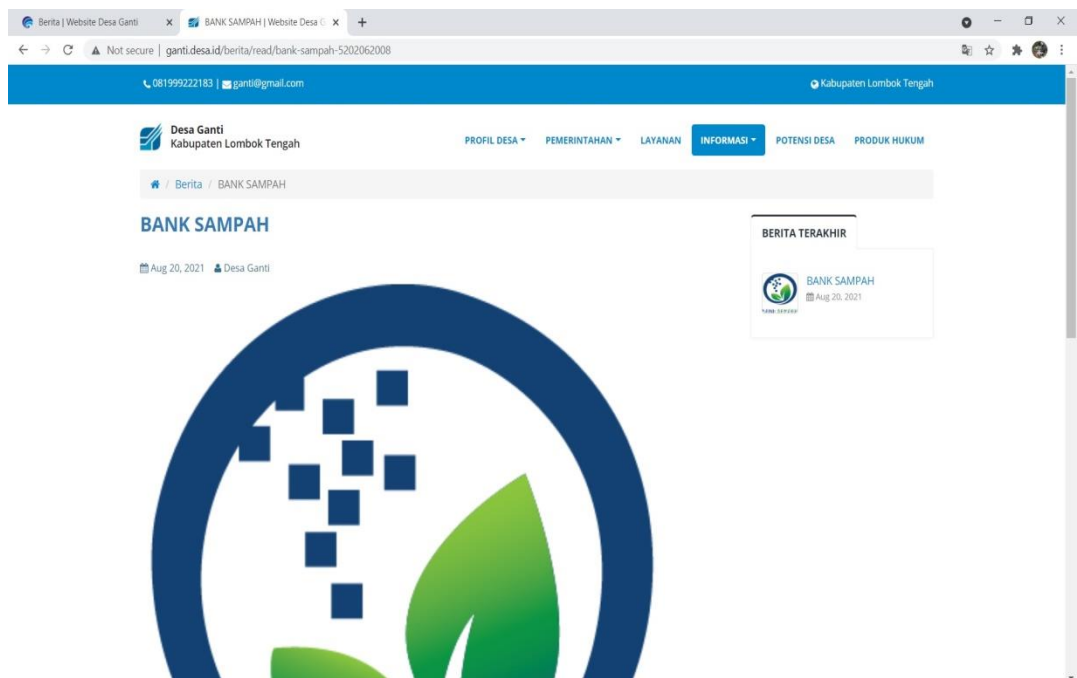 Berita | Website Desa Ganti
BANK SAMPAH | Website Desa G
Not secure | ganti.desa.id/berita/read/bank-sampah-5202062008
081999222183 | ganti@gmail.com
Kabupaten Lombok Tengah
Desa Ganti
Kabupaten Lombok Tengah
PROFIL DESA PEMERINTAHAN LAYANAN INFORMASI POTENSI DESA PRODUK HUKUM
/ Berita / BANK SAMPAH
BANK SAMPAH
Aug 20, 2021 Desa Ganti
BERITA TERAKHIR
BANK SAMPAH
Aug 20, 2021